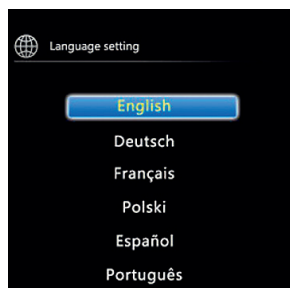 Language setting
English
Deutsch
Français
Polski
Español
Português